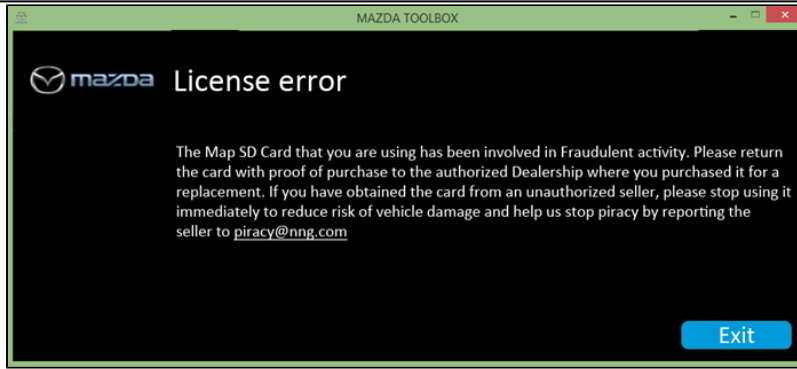 MAZDA TOOLBOX
mazda License error
The Map SD Card that you are using has been involved in Fraudulent activity. Please return
the card with proof of purchase to the authorized Dealership where you purchased it for a
replacement. If you have obtained the card from an unauthorized seller, please stop using it
immediately to reduce risk of vehicle damage and help us stop piracy by reporting the
seller to piracy@nng.com
Exit